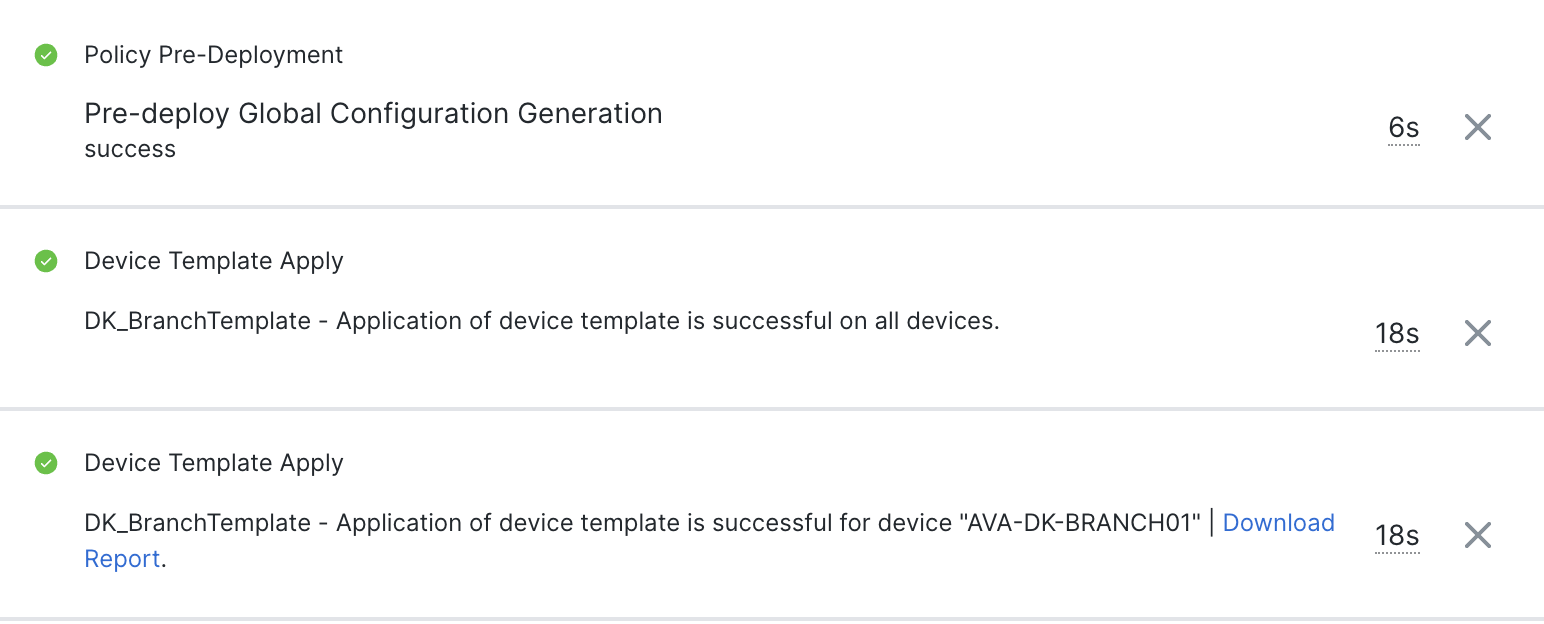 Policy Pre-Deployment
Pre-deploy Global Configuration Generation
success
6s
Device Template Apply
DK_BranchTemplate - Application of device template is successful on all devices.
18s
Device Template Apply
DK_BranchTemplate - Application of device template is successful for device "AVA-DK-BRANCH01" | Download
Report.
18s